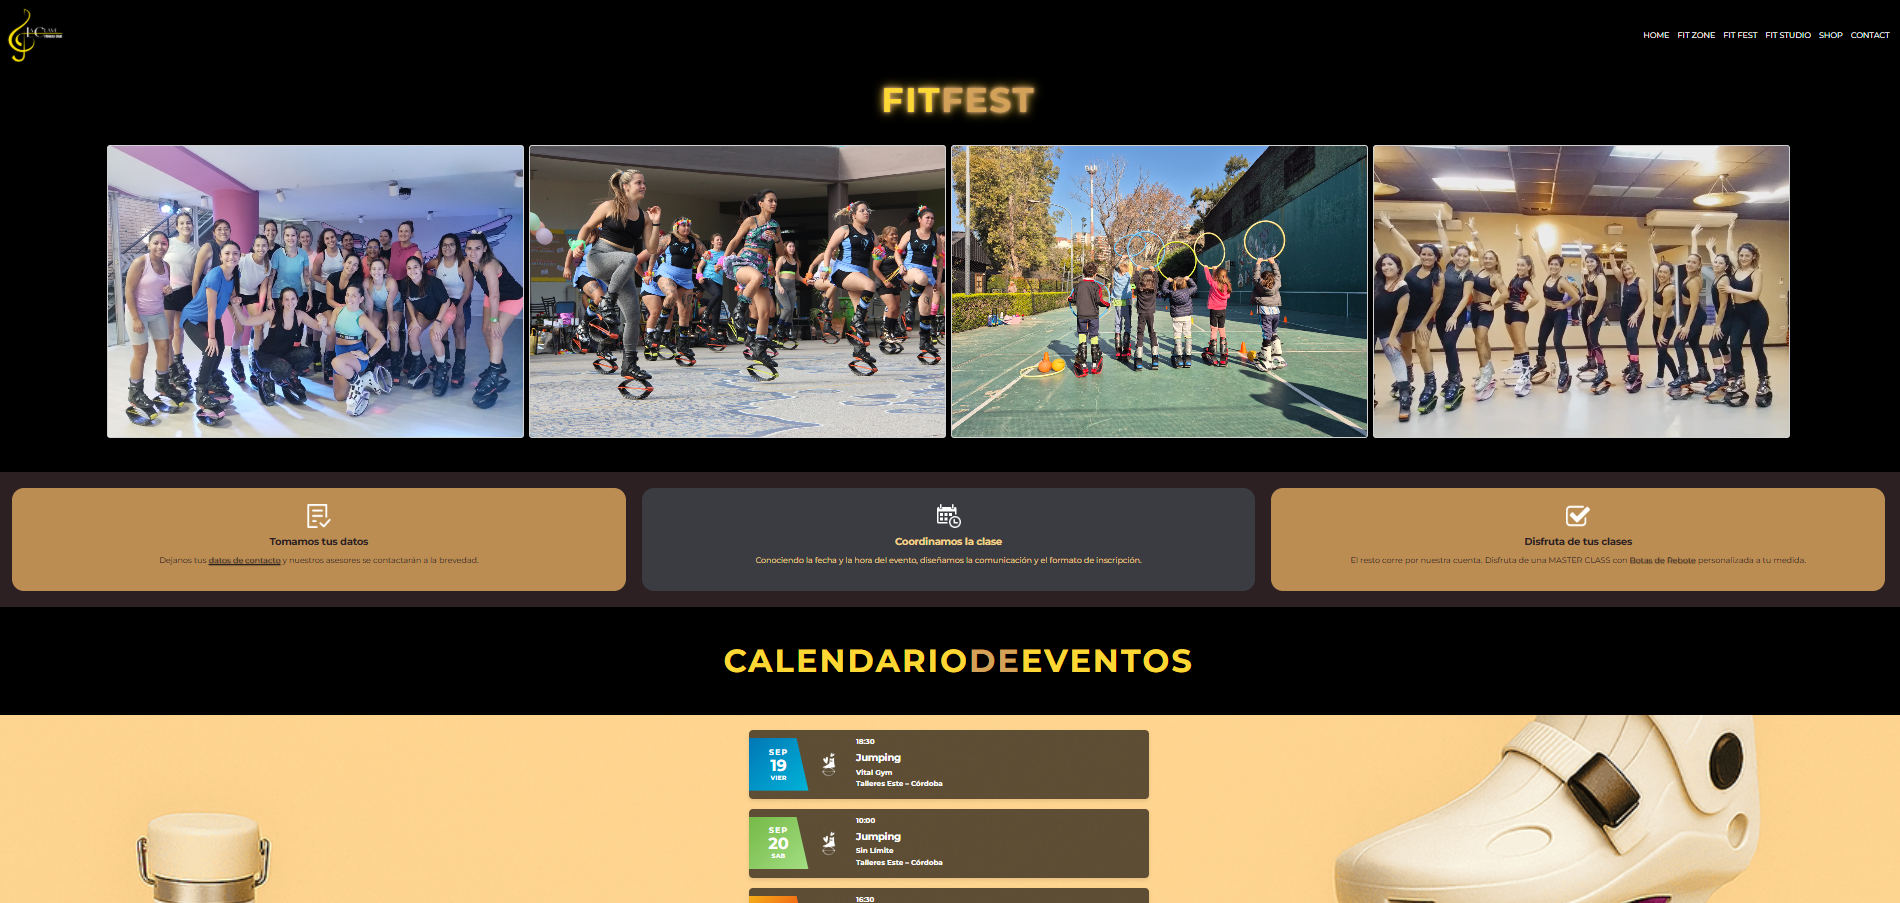 HOME FIT ZONE FIT FEST FIT STUDIO SHOP CONTACT
FITFEST
Tomamos tus datos
Dejanos tus datos de contacto y nuestros asesores se contactarán a la brevedad.
Coordinamos la clase
Conociendo la fecha y la hora del evento, diseñamos la comunicación y el formato de inscripción.
Disfruta de tus clases
El resto corre por nuestra cuenta. Disfruta de una MASTER CLASS con Botas de Rebote personalizada a tu medida.
CALENDARIODEEVENTOS
SEP
19
VIER
18:30
Jumping
Vital Gym
Talleres Este – Córdoba
SEP
20
SAB
10:00
Jumping
Sin Limite
Talleres Este – Córdoba
16:30